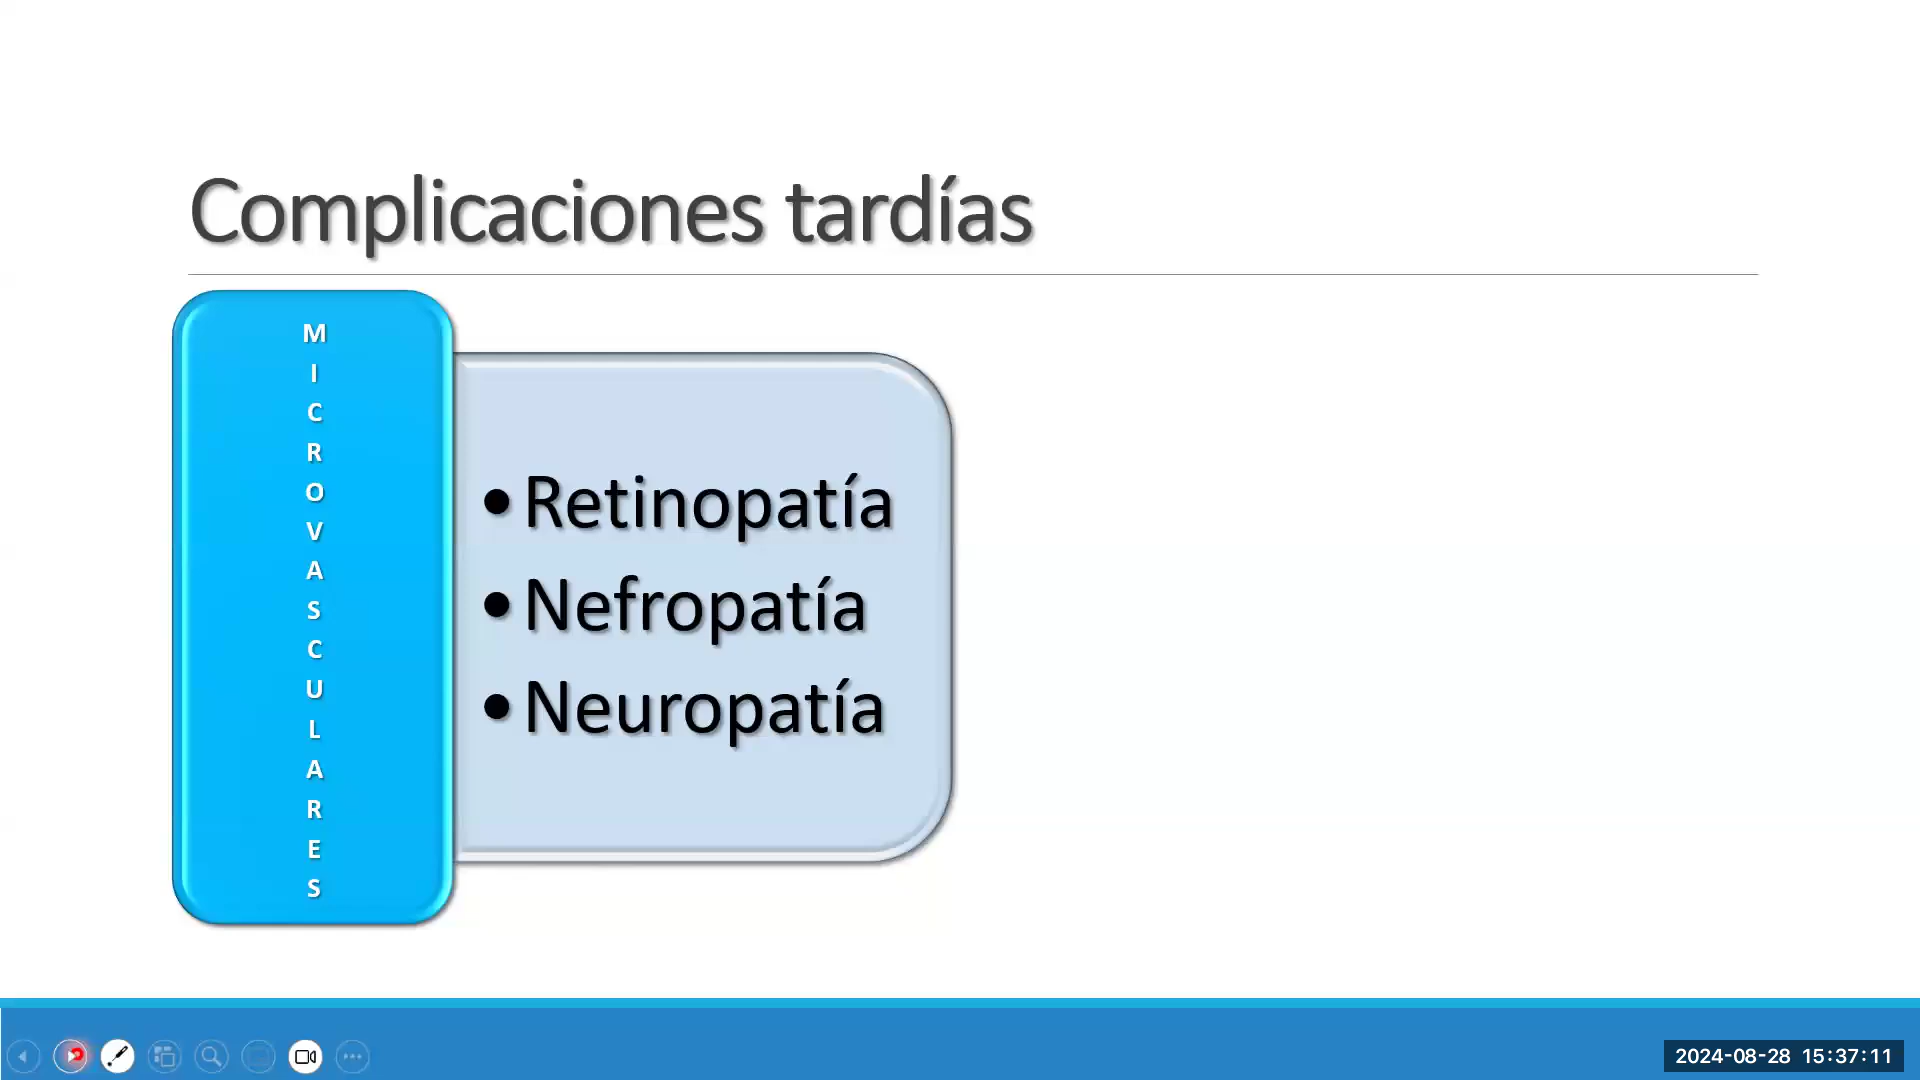 Complicaciones tardías
M
I
C
R
O
V
A
S
C
U
L
A
R
E
S
• Retinopatía
• Nefropatía
• Neuropatía
2024-08-28 15:37:11